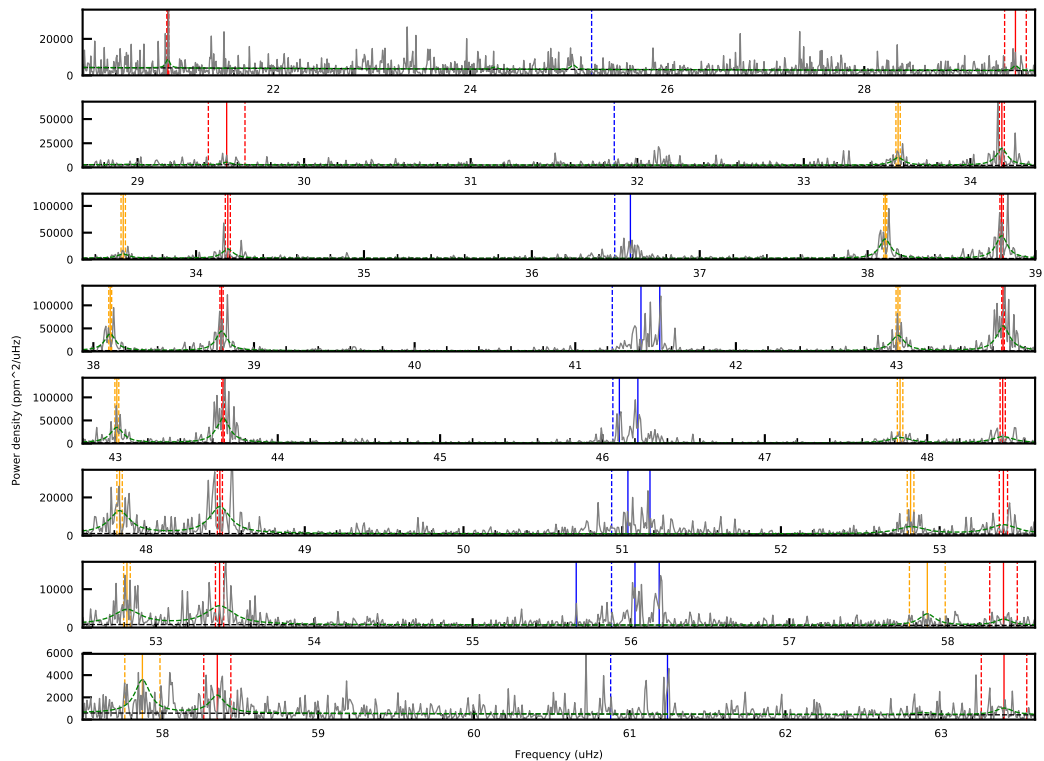 20000
0
22 24 26 28
50000
25000
0
29 30 31 32 33 34
100000
50000
0
34 35 36 37 38 39
100000
50000
0
38 39 40 41 42 43
100000
50000
0
43 44 45 46 47 48
20000
0
48 49 50 51 52 53
10000
0
53 54 55 56 57 58
6000
4000
2000
0
58 59 60 61 62 63
Power density (ppm^2/uHz)
Frequency (uHz)